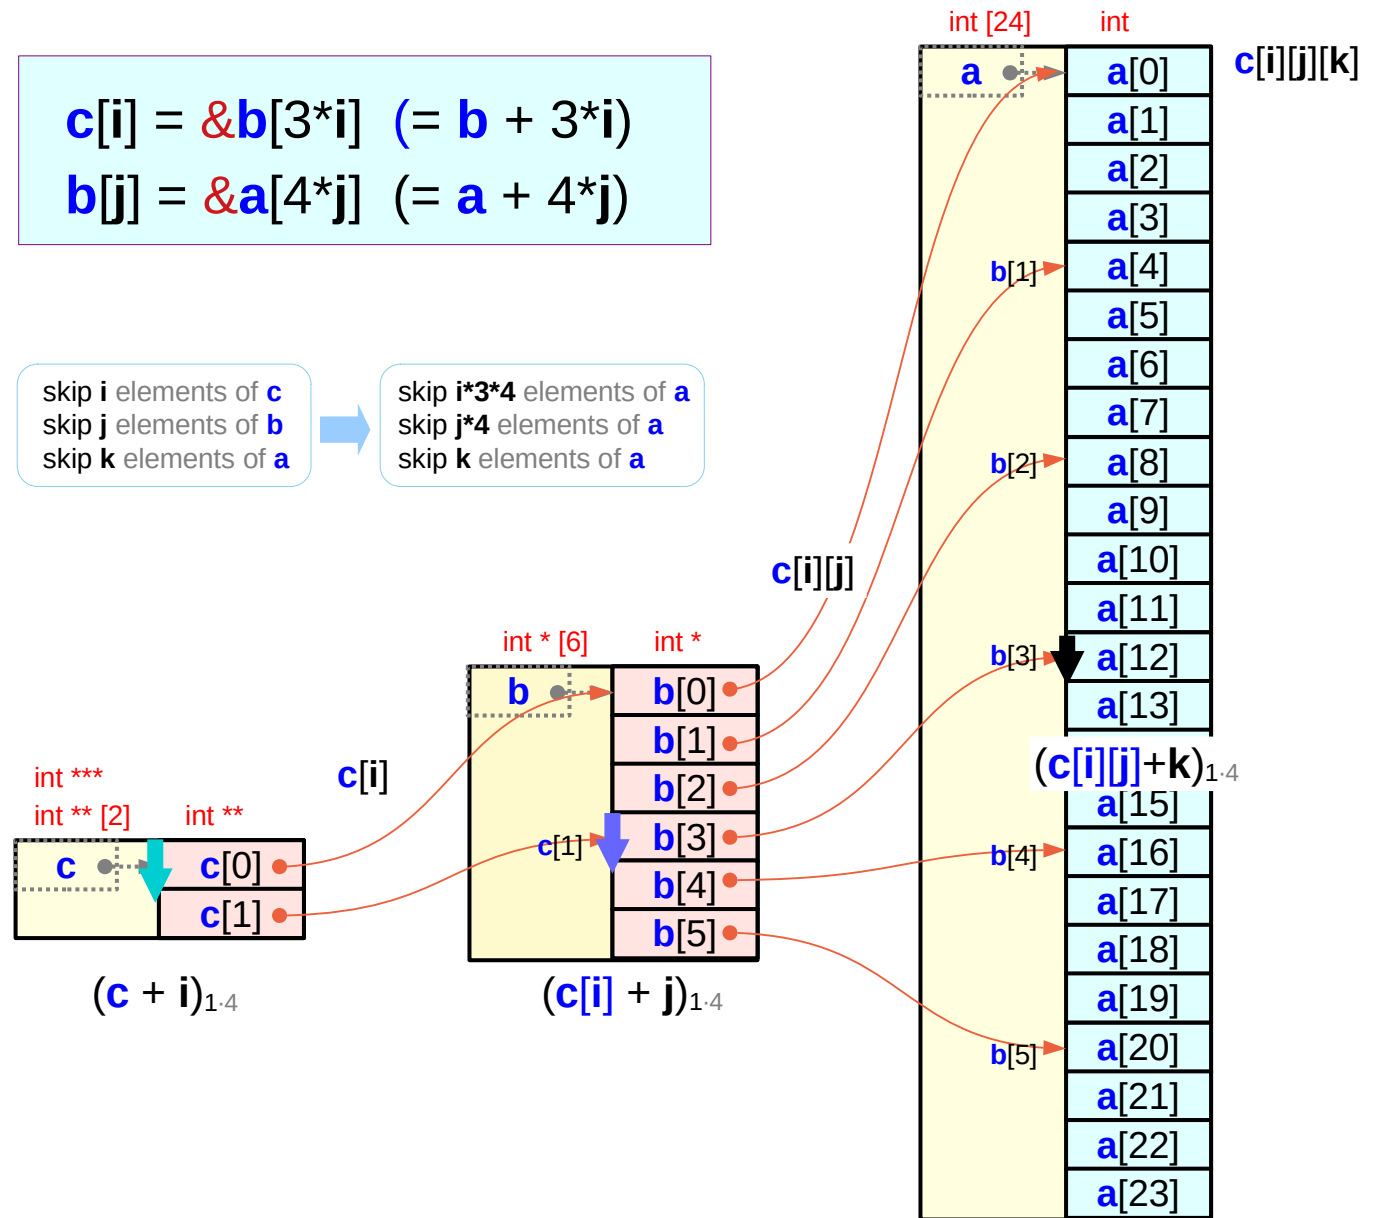 int [24]
int
c[i][j][k]
c[i] = &b[3*i] (= b + 3*i)
b[j] = &a[4*j] (= a + 4*j)
skip i elements of c
skip j elements of b
skip k elements of a
skip i*3*4 elements of a
skip j*4 elements of a
skip k elements of a
int ***
int ** [2]
int **
c
c[0]
c[1]
(c + i)1·4
c[i]
int * [6]
int *
b
b[0]
b[1]
b[2]
c[1]
b[3]
b[4]
b[5]
(c[i] + j)1·4
c[i][j]
a
a[0]
a[1]
a[2]
a[3]
b[1]
a[4]
a[5]
a[6]
a[7]
b[2]
a[8]
a[9]
a[10]
a[11]
b[3]
a[12]
a[13]
(c[i][j]+k)1·4
a[15]
b[4]
a[16]
a[17]
a[18]
a[19]
b[5]
a[20]
a[21]
a[22]
a[23]